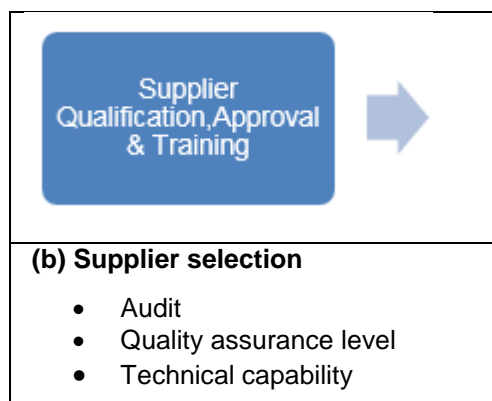 Supplier
Qualification,Approval
& Training
(b) Supplier selection
• Audit
• Quality assurance level
• Technical capability